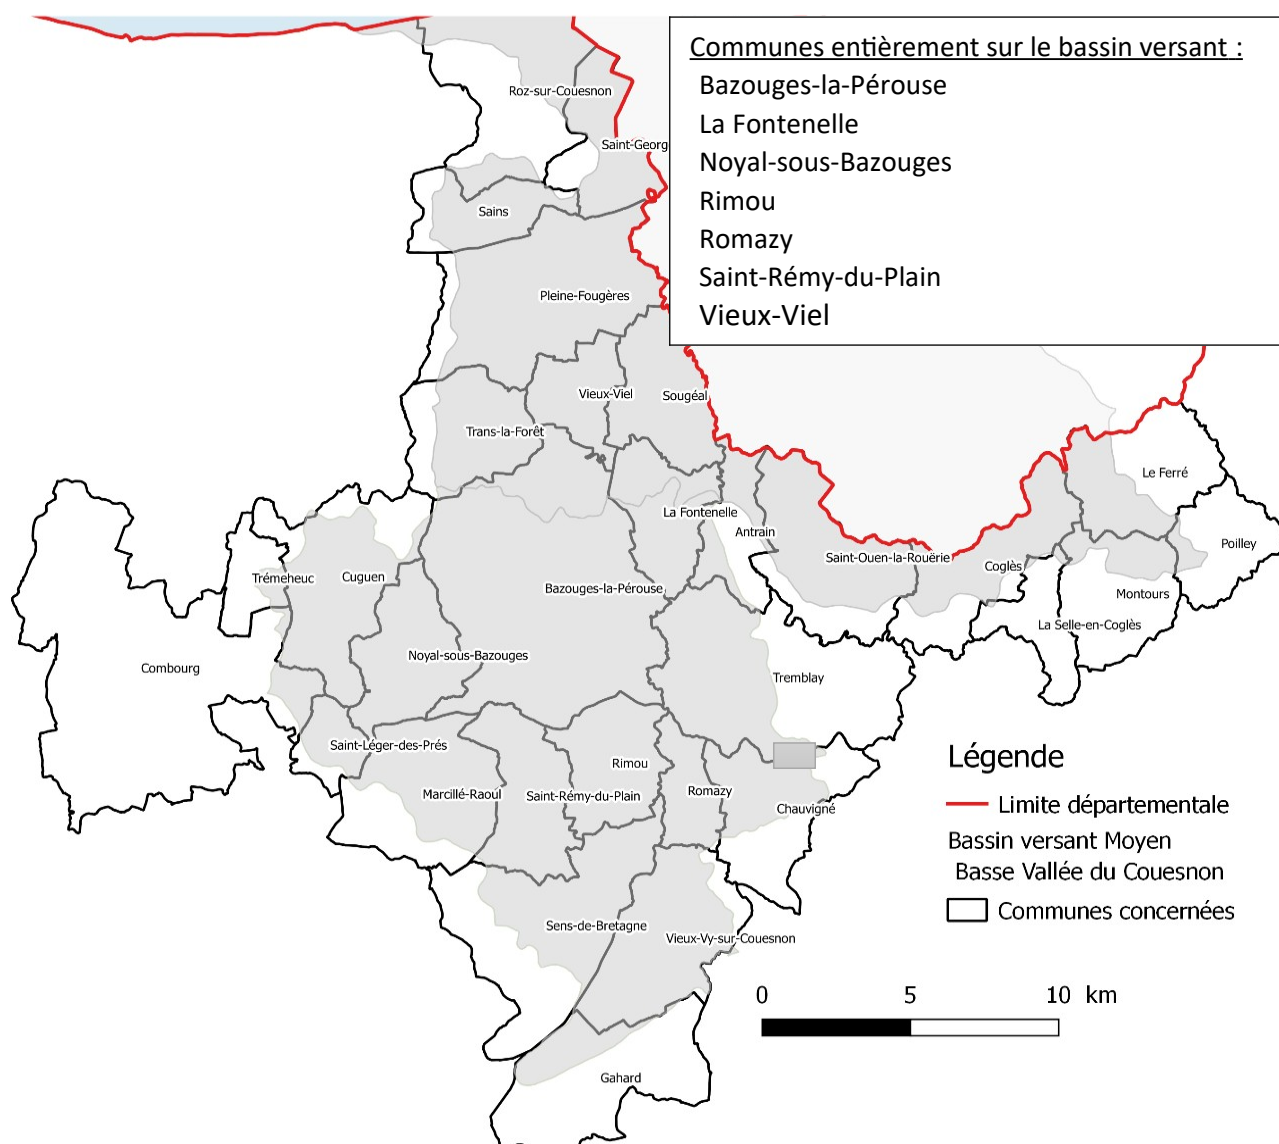 Communes entièrement sur le bassin versant :
Bazouges-la-Pérouse
La Fontenelle
Noyal-sous-Bazouges
Rimou
Romazy
Saint-Rémy-du-Plain
Vieux-Viel
Roz-sur-Couesnon
Saint-Georg
Sains
Pleine-Fougères
Vieux-Viel
Sougéal
Trans-la-Forêt
Le Ferré
La Fontenelle
Antrain
Poilley
Saint-Ouen-la-Rouërie
Coglès
Trémeheuc
Cuguen
Bazouges-la-Pérouse
Montours
La Selle-en-Coglès
Noyal-sous-Bazouges
Combourg
Tremblay
Saint-Léger-des-Prés
Rimou
Marcillé-Raoul
Saint-Rémy-du-Plain
Romazy
Chauvigné
Sens-de-Bretagne
Vieux-Vy-sur-Couesnon
Gahard
Légende
Limite départementale
Bassin versant Moyen
Basse Vallée du Couesnon
Communes concernées
0 5 10 km